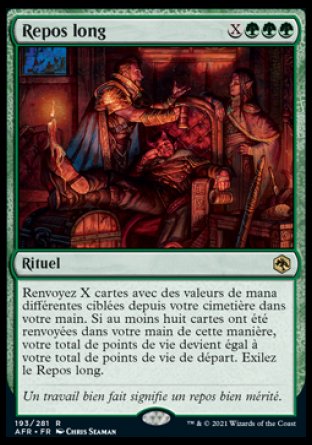 Repos long X
Rituel
Renvoyez X cartes avec des valeurs de mana
différentes ciblées depuis votre cimetière dans
votre main. Si au moins huit cartes ont été
renvoyées dans votre main de cette manière,
votre total de points de vie devient égal à
votre total de points de vie de départ. Exilez
le Repos long.
Un travail bien fait signifie un repos bien mérité.
193/281 R
AFR • FR Chris Seaman
™ & © 2021 Wizards of the Coast